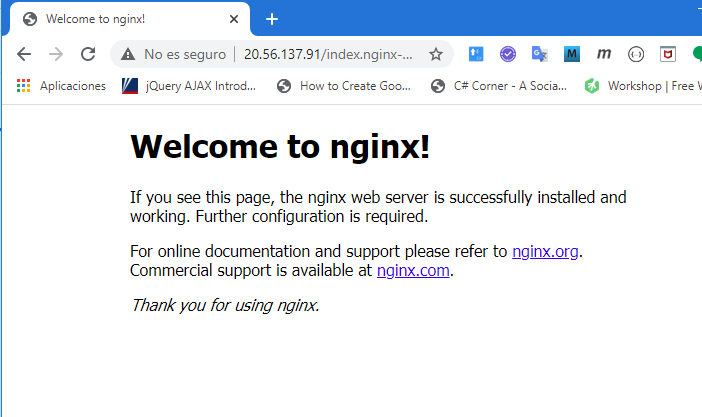 Welcome to nginx!
No es seguro | 20.56.137.91/index.nginx-...
Aplicaciones jQuery AJAX Introd... How to Create Goo... C# Corner - A Socia... Workshop | Free W
Welcome to nginx!
If you see this page, the nginx web server is successfully installed and
working. Further configuration is required.
For online documentation and support please refer to nginx.org.
Commercial support is available at nginx.com.
Thank you for using nginx.